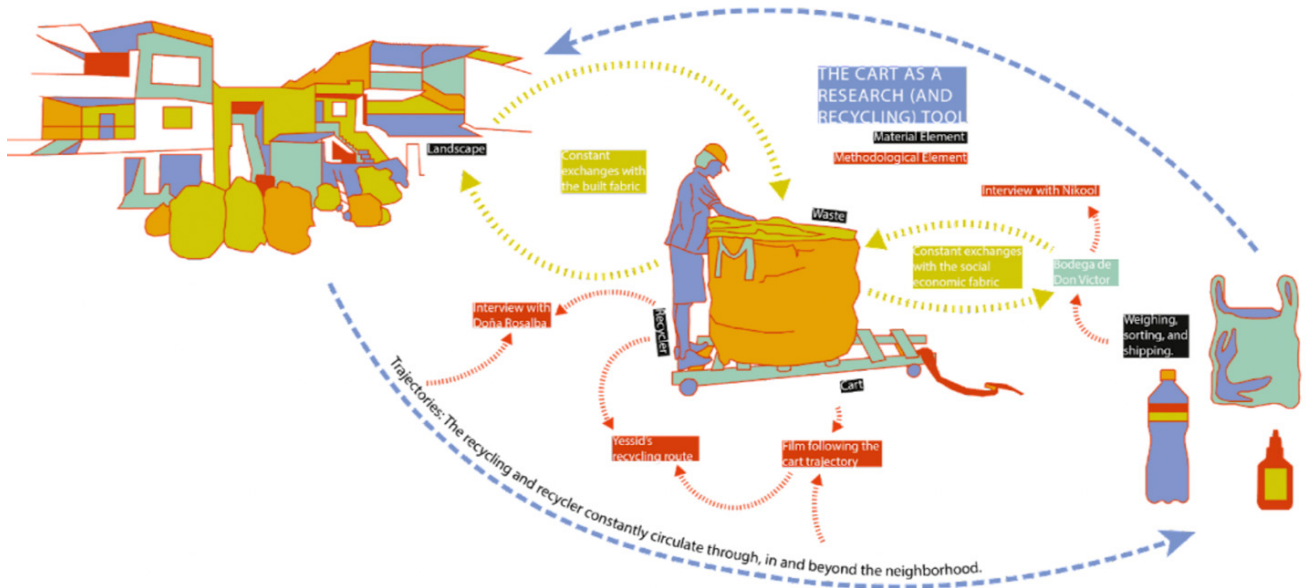 THE CART AS A
RESEARCH (AND
RECYCLING) TOOL
Material Element
Methodological Element
Landscape
Constant
exchanges with
the built fabric
Waste
Interview with Nikool
Constant exchanges
with the social
economic fabric
Bodega de
Don Victor
Weighing,
sorting, and
shipping.
Interview with
Doña Rosalba
Recycler
Cart
Yessid's
recycling route
Film following the
cart trajectory
Trajectories: The recycling and recycler constantly circulate through, in and beyond the neighborhood.